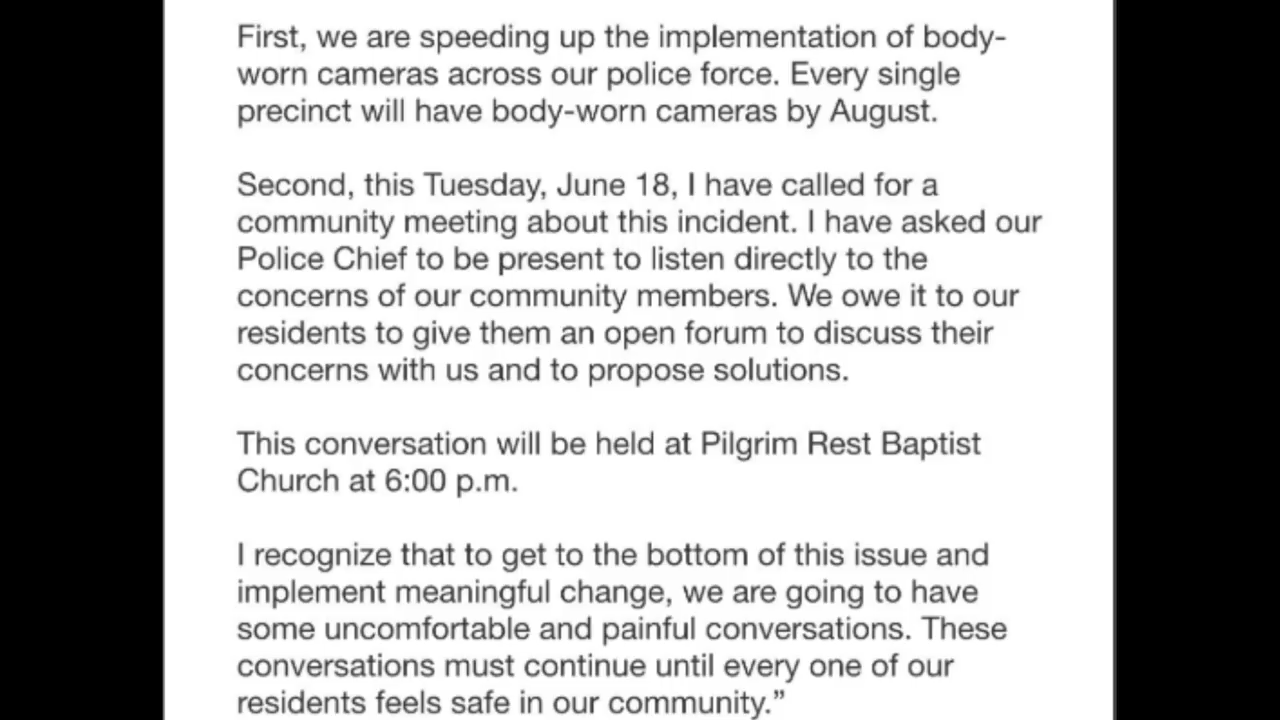 First, we are speeding up the implementation of body-
worn cameras across our police force. Every single
precinct will have body-worn cameras by August.
Second, this Tuesday, June 18, I have called for a
community meeting about this incident. I have asked our
Police Chief to be present to listen directly to the
concerns of our community members. We owe it to our
residents to give them an open forum to discuss their
concerns with us and to propose solutions.
This conversation will be held at Pilgrim Rest Baptist
Church at 6:00 p.m.
I recognize that to get to the bottom of this issue and
implement meaningful change, we are going to have
some uncomfortable and painful conversations. These
conversations must continue until every one of our
residents feels safe in our community.”